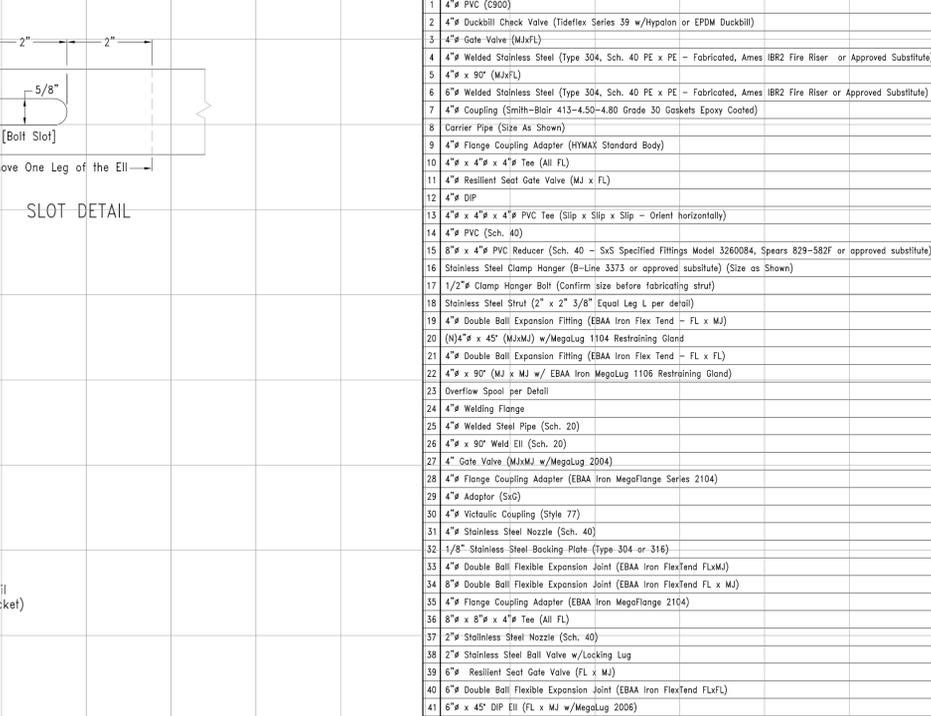 2" 2"
5/8"
[Bolt Slot]
ove One Leg of the Ell
SLOT DETAIL
il
cket)
1 4"ø PVC (C900)
2 4"ø Duckbill Check Valve (Tideflex Series 39 w/Hypalon or EPDM Duckbill)
3 4"ø Gate Valve (MJxFL)
4 4"ø Welded Stainless Steel (Type 304, Sch. 40 PE x PE - Fabricated, Ames IBR2 Fire Riser or Approved Substitute
5 4"ø x 90° (MJxFL)
6 6"ø Welded Stainless Steel (Type 304, Sch. 40 PE x PE - Fabricated, Ames IBR2 Fire Riser or Approved Substitute)
7 4"ø Coupling (Smith-Blair 413-4.50-4.80 Grade 30 Gaskets Epoxy Coated)
8 Carrier Pipe (Size As Shown)
9 4"ø Flange Coupling Adapter (HYMAX Standard Body)
10 4"ø x 4"ø x 4"ø Tee (All FL)
11 4"ø Resilient Seat Gate Valve (MJ x FL)
12 4"ø DIP
13 4"ø x 4"ø x 4"ø PVC Tee (Slip x Slip x Slip - Orient horizontally)
14 4"ø PVC (Sch. 40)
15 8"ø x 4"ø PVC Reducer (Sch. 40 - SxS Specified Fittings Model 3260084, Spears 829-582F or approved substitute)
16 Stainless Steel Clamp Hanger (B-Line 3373 or approved subsitute) (Size as Shown)
17 1/2"ø Clamp Hanger Bolt (Confirm size before fabricating strut)
18 Stainless Steel Strut (2" x 2" 3/8" Equal Leg L per detail)
19 4"ø Double Ball Expansion Fitting (EBAA Iron Flex Tend - FL x MJ)
20 (N)4"ø x 45° (MJxMJ) w/MegaLug 1104 Restraining Gland
21 4"ø Double Ball Expansion Fitting (EBAA Iron Flex Tend - FL x FL)
22 4"ø x 90° (MJ x MJ w/ EBAA Iron MegaLug 1106 Restraining Gland)
23 Overflow Spool per Detail
24 4"ø Welding Flange
25 4"ø Welded Steel Pipe (Sch. 20)
26 4"ø x 90° Weld Ell (Sch. 20)
27 4" Gate Valve (MJxMJ w/MegaLug 2004)
28 4"ø Flange Coupling Adapter (EBAA Iron MegaFlange Series 2104)
29 4"ø Adaptor (SxG)
30 4"ø Victaulic Coupling (Style 77)
31 4"ø Stainless Steel Nozzle (Sch. 40)
32 1/8" Stainless Steel Backing Plate (Type 304 or 316)
33 4"ø Double Ball Flexible Expansion Joint (EBAA Iron FlexTend FLxMJ)
34 8"ø Double Ball Flexible Expansion Joint (EBAA Iron FlexTend FL x MJ)
35 4"ø Flange Coupling Adapter (EBAA Iron MegaFlange 2104)
36 8"ø x 8"ø x 4"ø Tee (All FL)
37 2"ø Stalinless Steel Nozzle (Sch. 40)
38 2"ø Stainless Steel Ball Valve w/Locking Lug
39 6"ø Resilient Seat Gate Valve (FL x MJ)
40 6"ø Double Ball Flexible Expansion Joint (EBAA Iron FlexTend FLxFL)
41 6"ø x 45° DIP Ell (FL x MJ w/MegaLug 2006)